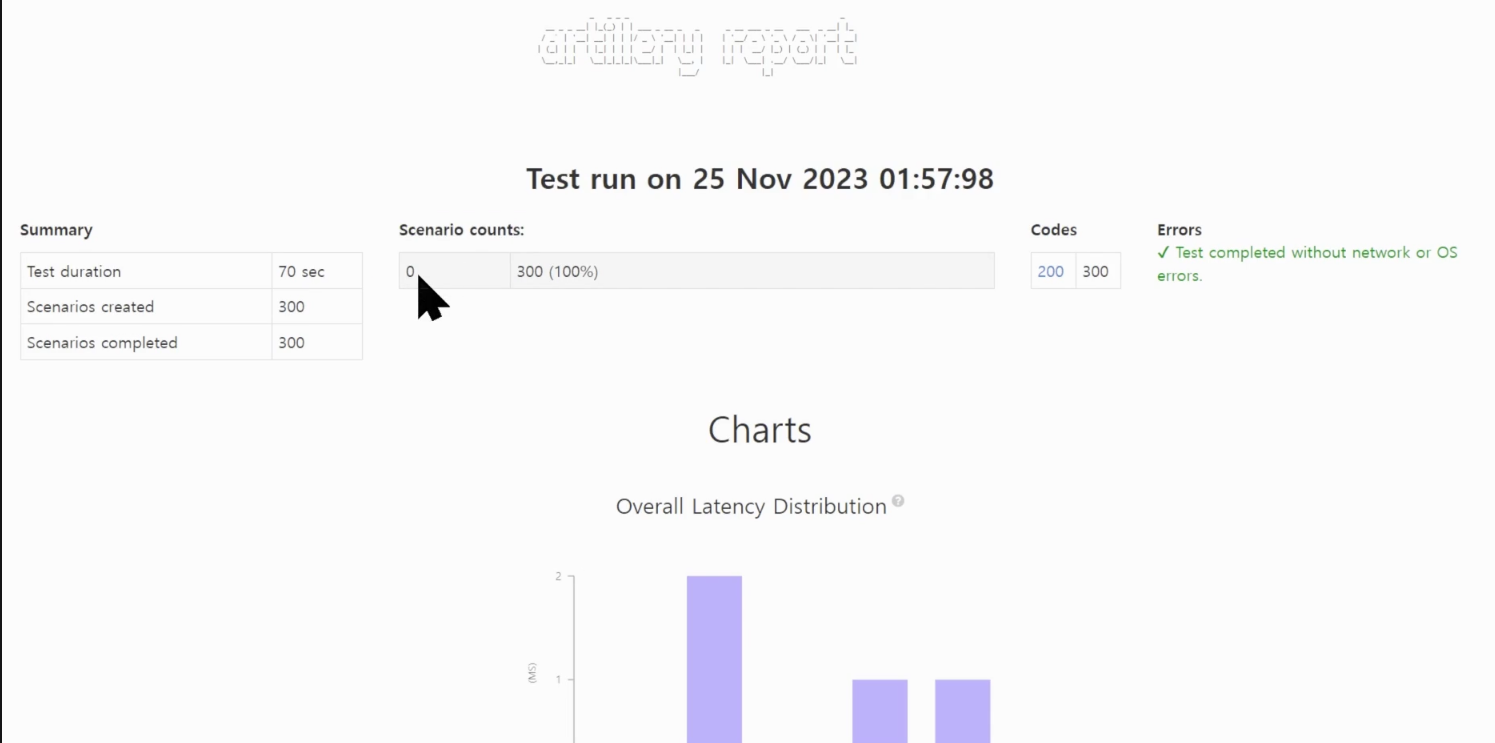 artillery report
Test run on 25 Nov 2023 01:57:98
Summary
Test duration 70 sec
Scenarios created 300
Scenarios completed 300
Scenario counts:
0 300 (100%)
Codes
200 300
Errors
✓ Test completed without network or OS
errors.
Charts
Overall Latency Distribution ?
2
(MS)
1